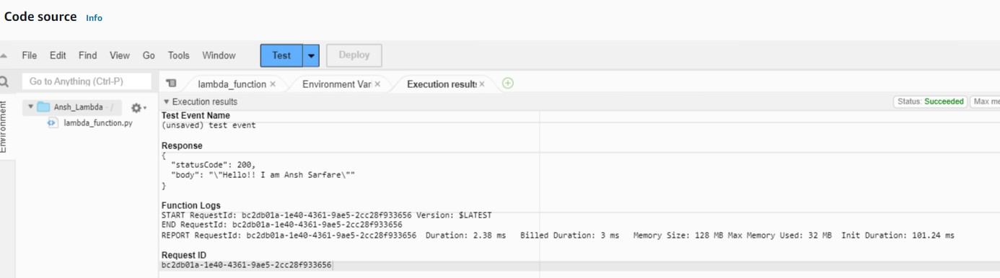 Code source Info
File Edit Find View Go Tools Window Test Deploy
Go to Anything (Ctrl-P)
lambda_function Environment Var Execution results
Environment
Ansh_Lambda - /
lambda_function.py
Execution results
Status: Succeeded Max me
Test Event Name
(unsaved) test event
Response
{
"statusCode": 200,
"body": "\"Hello!! I am Ansh Sarfare\""
}
Function Logs
START RequestId: bc2db01a-1e40-4361-9ae5-2cc28f933656 Version: $LATEST
END RequestId: bc2db01a-1e40-4361-9ae5-2cc28f933656
REPORT RequestId: bc2db01a-1e40-4361-9ae5-2cc28f933656 Duration: 2.38 ms Billed Duration: 3 ms Memory Size: 128 MB Max Memory Used: 32 MB Init Duration: 101.24 ms
Request ID
bc2db01a-1e40-4361-9ae5-2cc28f933656